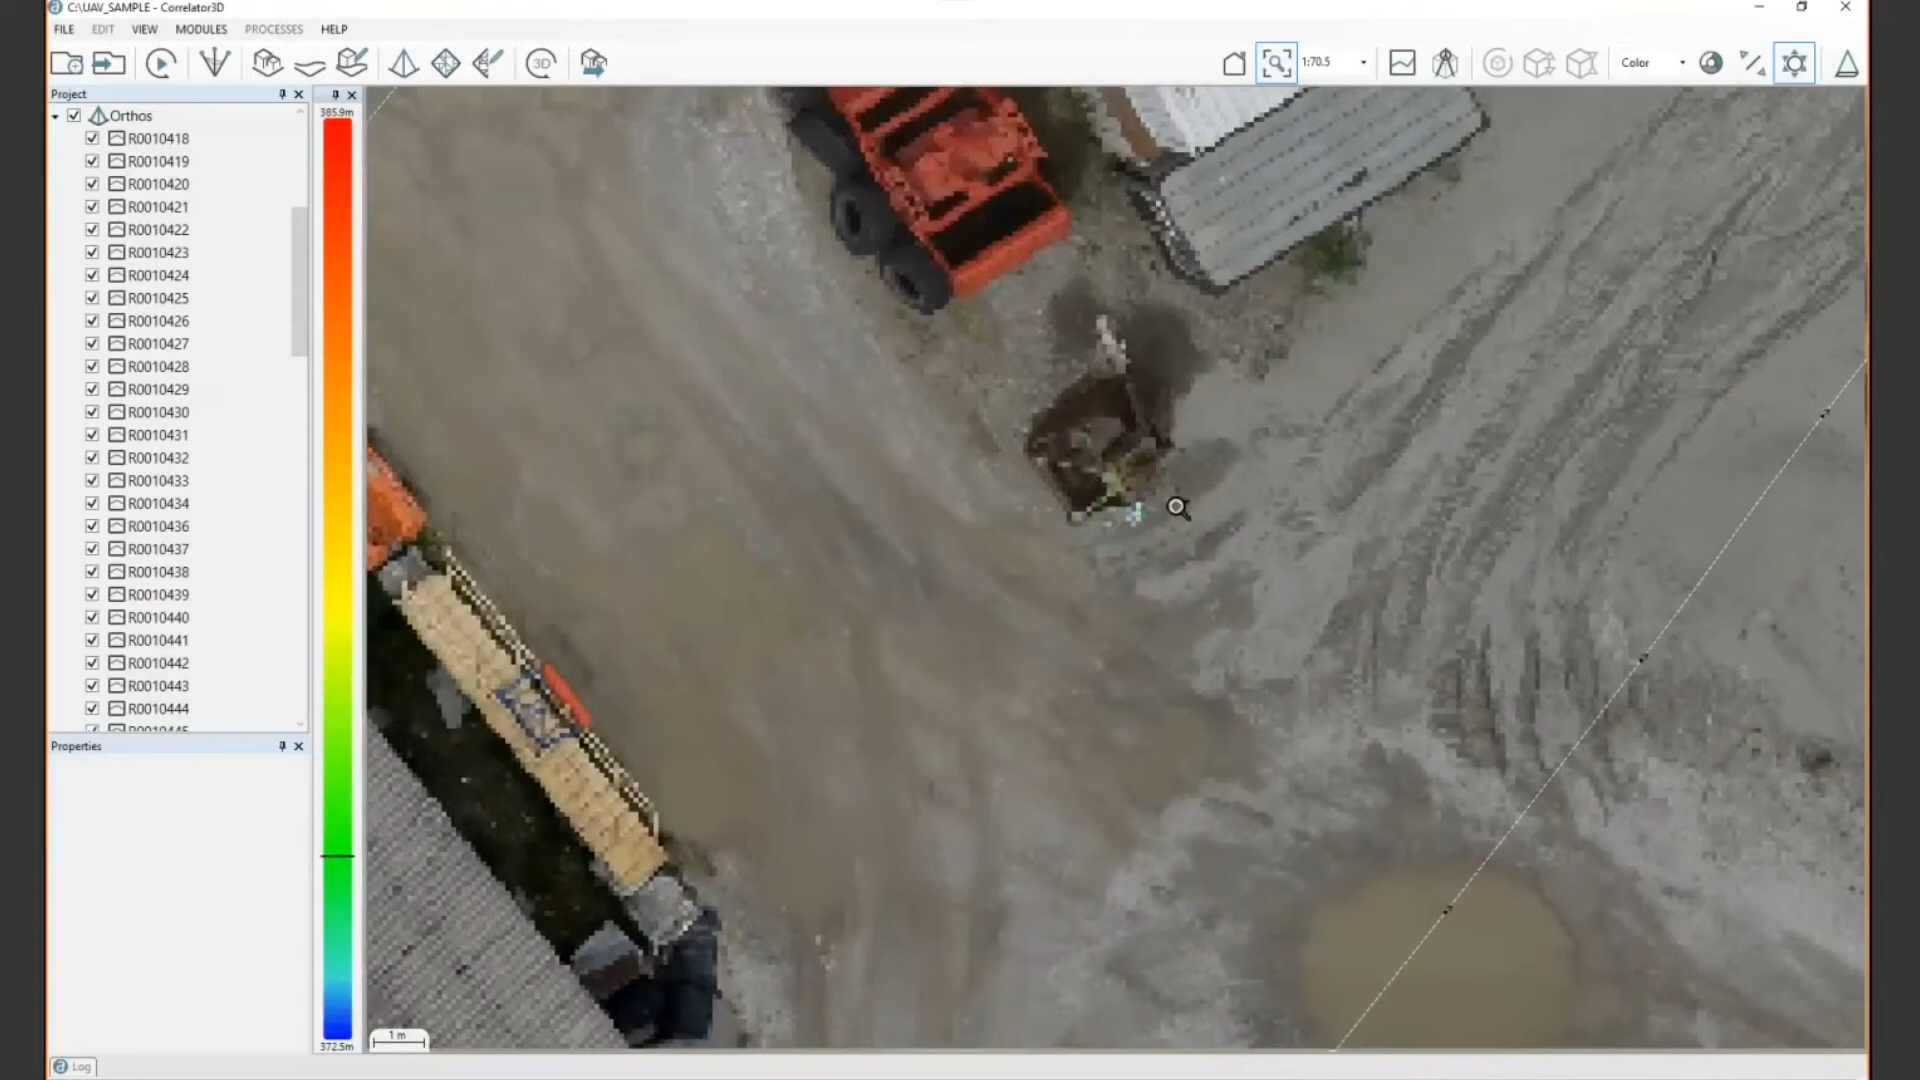 C:\UAV_SAMPLE - Correlator3D
FILE EDIT VIEW MODULES PROCESSES HELP
3D
1:70.5
Color
Project
385.9m
Orthos
R0010418
R0010419
R0010420
R0010421
R0010422
R0010423
R0010424
R0010425
R0010426
R0010427
R0010428
R0010429
R0010430
R0010431
R0010432
R0010433
R0010434
R0010436
R0010437
R0010438
R0010439
R0010440
R0010441
R0010442
R0010443
R0010444
R0010445
Properties
1 m
372.5m
Log